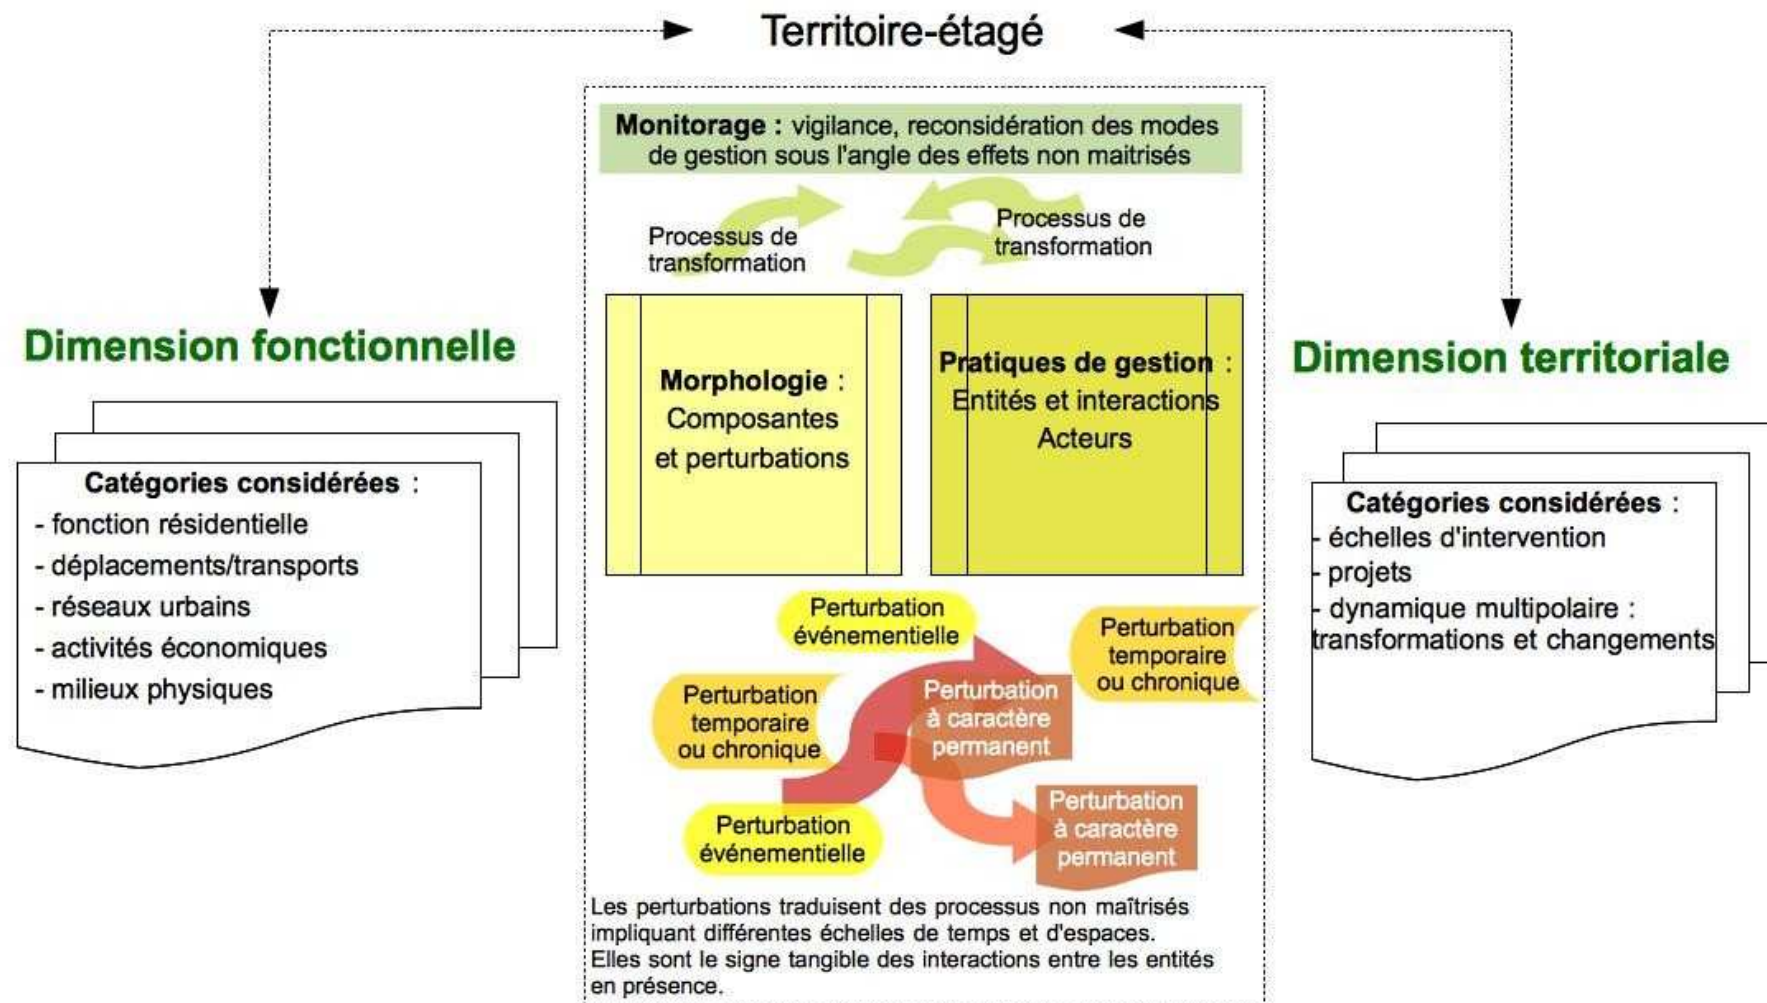 Territoire-étagé
Monitorage : vigilance, reconsidération des modes
de gestion sous l'angle des effets non maitrisés
Processus de
transformation
Processus de
transformation
Dimension fonctionnelle
Catégories considérées :
- fonction résidentielle
- déplacements/transports
- réseaux urbains
- activités économiques
- milieux physiques
Morphologie :
Composantes
et perturbations
Pratiques de gestion :
Entités et interactions
Acteurs
Dimension territoriale
Catégories considérées :
- échelles d'intervention
- projets
- dynamique multipolaire :
transformations et changements
Perturbation
événementielle
Perturbation
temporaire
ou chronique
Perturbation
temporaire
ou chronique
Perturbation
à caractère
permanent
Perturbation
événementielle
Perturbation
à caractère
permanent
Les perturbations traduisent des processus non maîtrisés
impliquant différentes échelles de temps et d'espaces.
Elles sont le signe tangible des interactions entre les entités
en présence.